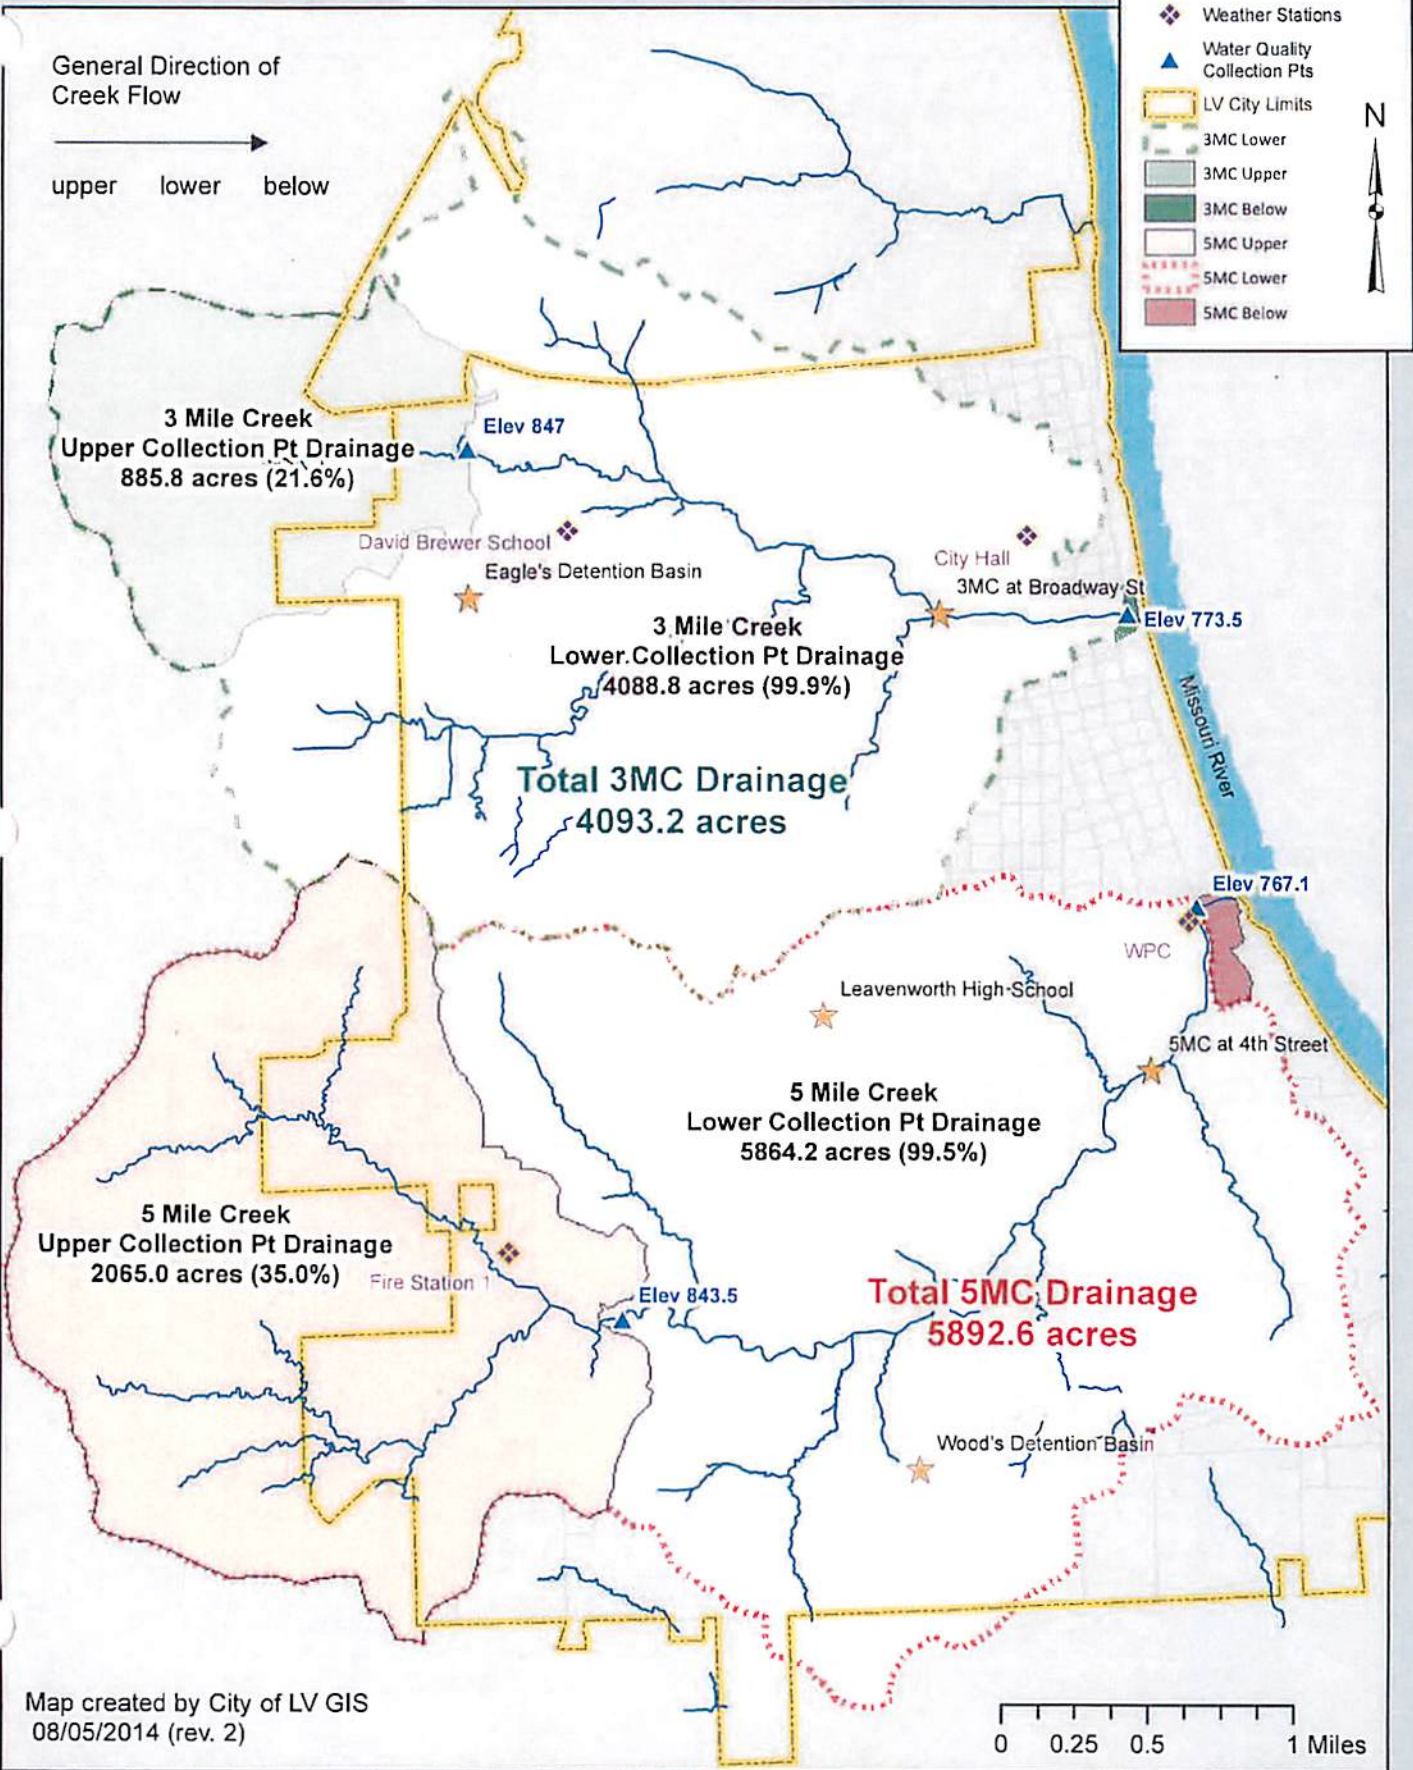 General Direction of
Creek Flow
upper lower below
Weather Stations
Water Quality
Collection Pts
LV City Limits
3MC Lower
3MC Upper
3MC Below
5MC Upper
5MC Lower
5MC Below
N
3 Mile Creek
Upper Collection Pt Drainage
885.8 acres (21.6%)
Elev 847
David Brewer School
Eagle's Detention Basin
City Hall
3MC at Broadway St
Elev 773.5
3 Mile Creek
Lower Collection Pt Drainage
4088.8 acres (99.9%)
Missouri River
Total 3MC Drainage
4093.2 acres
Elev 767.1
WPC
Leavenworth High School
5MC at 4th Street
5 Mile Creek
Lower Collection Pt Drainage
5864.2 acres (99.5%)
5 Mile Creek
Upper Collection Pt Drainage
2065.0 acres (35.0%)
Fire Station 1
Elev 843.5
Total 5MC Drainage
5892.6 acres
Wood's Detention Basin
Map created by City of LV GIS
08/05/2014 (rev. 2)
0 0.25 0.5 1 Miles